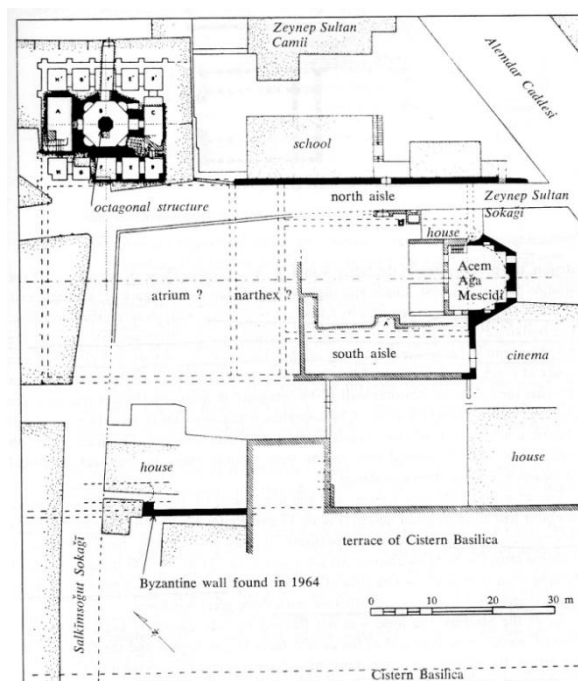 Zeynep Sultan
Camii
Alemdar Caddesi
school
octagonal structure
north aisle
Zeynep Sultan
Sokaği
house
Acem
Ağa
Mescidi
atrium ?
narthex ?
A
south aisle
cinema
house
house
terrace of Cistern Basilica
Byzantine wall found in 1964
Salkimsoğut Sokaği
0
10
20
30 m
N
Cistern Basilica